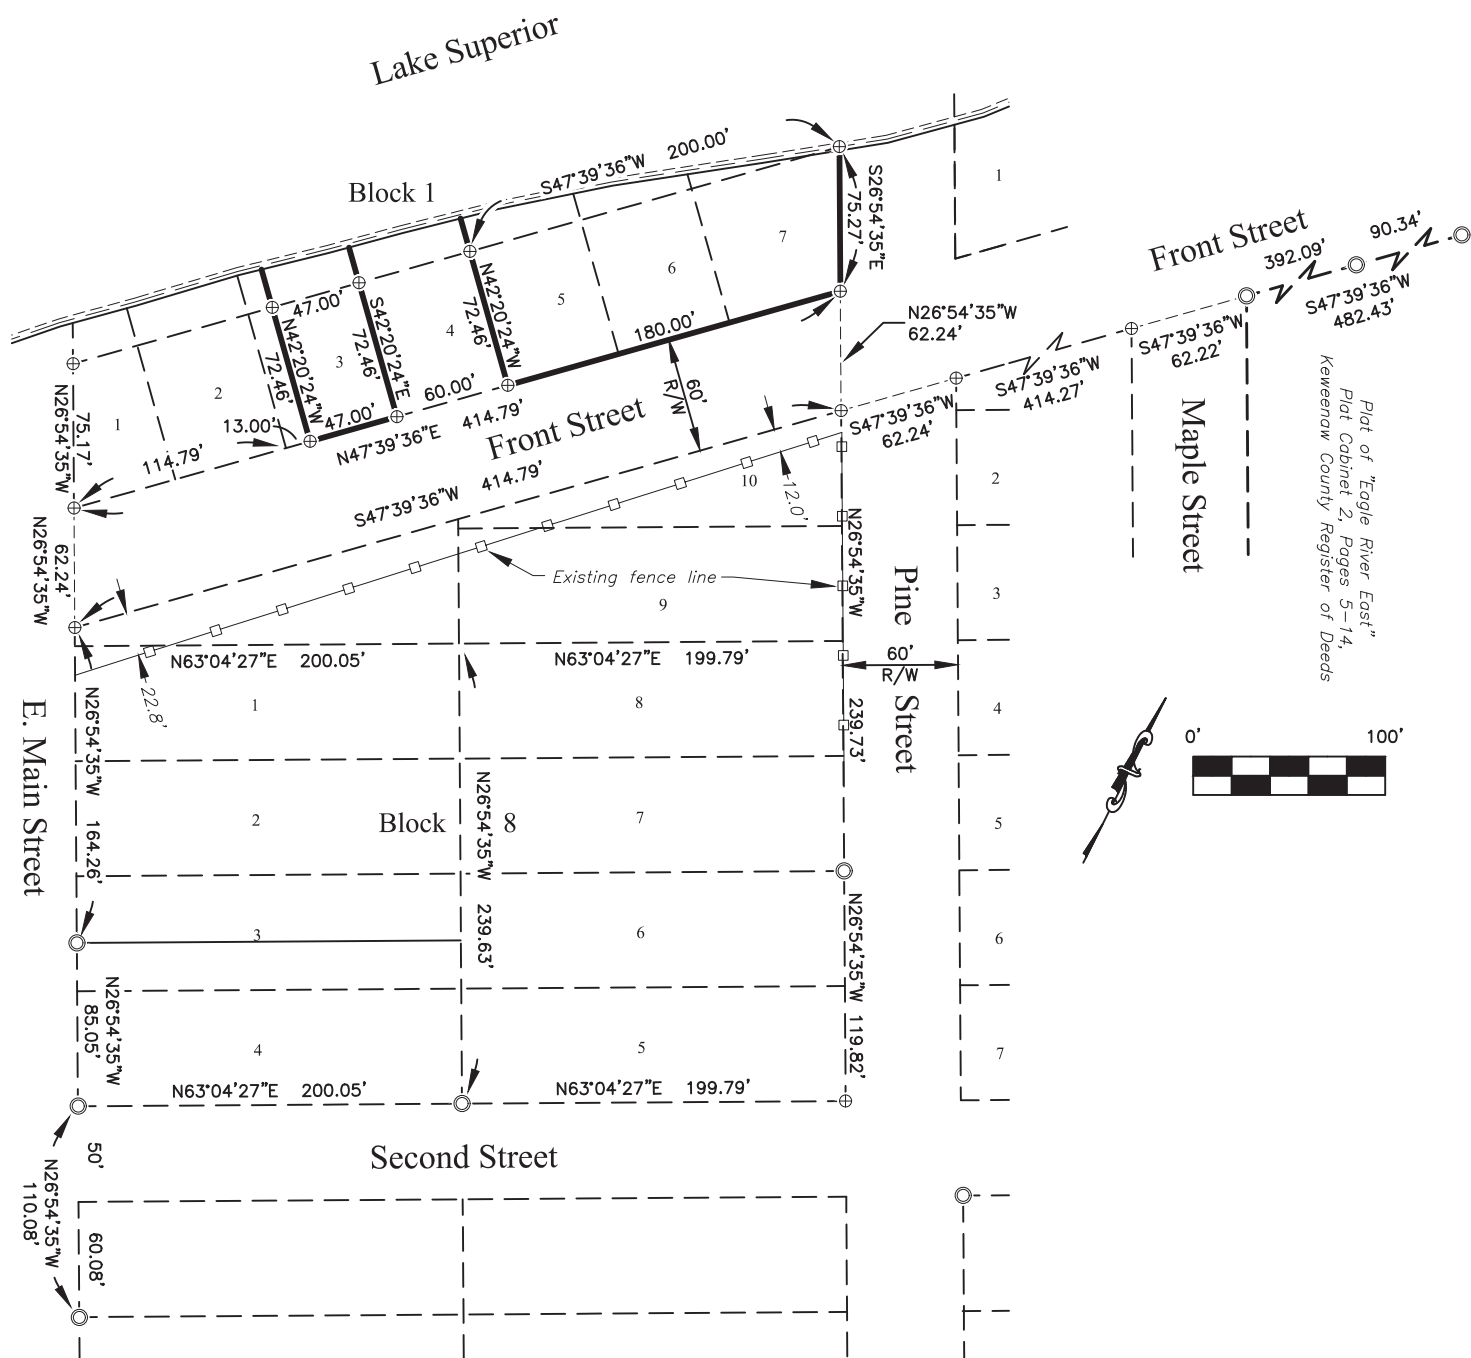 Lake Superior
Block 1
S47°39'36"W 200.00'
S26°54'35"E
75.27'
1
7
6
5
4
3
2
1
47.00'
N42°20'24"W
72.46'
S42°20'24"E
72.46'
N42°20'24"W
72.46'
180.00'
N26°54'35"W
62.24'
Front Street
392.09'
90.34'
S47°39'36"W
482.43'
S47°39'36"W
62.22'
S47°39'36"W
414.27'
S47°39'36"W
62.24'
N26°54'35"W
75.17'
114.79'
13.00'
47.00'
60.00'
N47°39'36"E
414.79'
Front Street
60'
R/W
S47°39'36"W 414.79'
N26°54'35"W
62.24'
10
12.0'
Existing fence line
9
N26°54'35"W
239.73'
Pine Street
60'
R/W
Maple Street
Plat of "Eagle River East"
Plat Cabinet 2, Pages 5-14,
Keweenaw County Register of Deeds
2
3
4
5
6
7
0'
100'
N63°04'27"E 200.05'
N63°04'27"E 199.79'
22.8'
1
8
E. Main Street
N26°54'35"W 164.26'
2
Block 8
7
N26°54'35"W 239.63'
3
6
N26°54'35"W 119.82'
N26°54'35"W
85.05'
4
5
N63°04'27"E 200.05'
N63°04'27"E 199.79'
Second Street
50'
N26°54'35"W
110.08'
60.08'